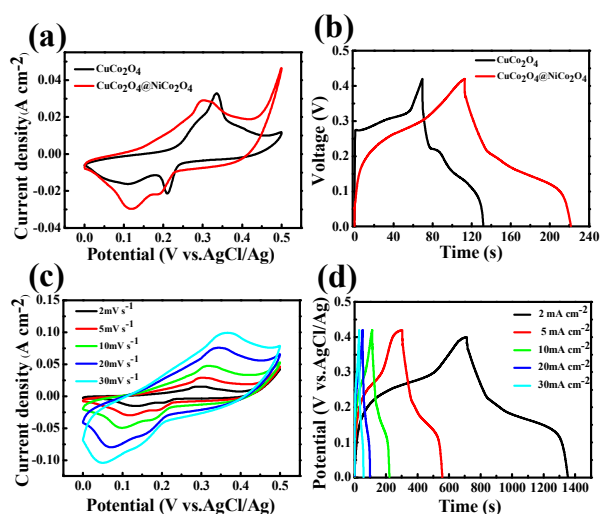 (a)
CuCo2O4
CuCo2O4@NiCo2O4
Current density(A cm-2)
0.04
0.02
0.00
-0.02
-0.04
0.0 0.1 0.2 0.3 0.4 0.5
Potential (V vs.AgCl/Ag)
(b)
CuCo2O4
CuCo2O4@NiCo2O4
Voltage (V)
0.5
0.4
0.3
0.2
0.1
0.0
0 40 80 120 160 200 240
Time (s)
(c)
2mV s-1
5mV s-1
10mV s-1
20mV s-1
30mV s-1
Current density(A cm-2)
0.15
0.10
0.05
0.00
-0.05
-0.10
0.0 0.1 0.2 0.3 0.4 0.5
Potential (V vs.AgCl/Ag)
(d)
2 mA cm-2
5 mA cm-2
10mA cm-2
20mA cm-2
30mA cm-2
Potential (V vs.AgCl/Ag)
0.5
0.4
0.3
0.2
0.1
0.0
0 200 400 600 800 1000 1200 1400
Time (s)